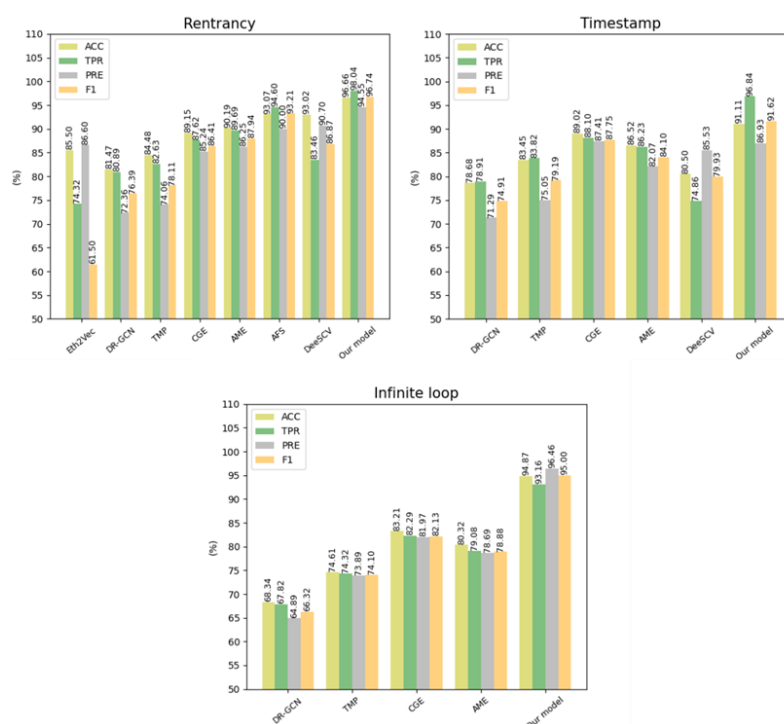 Rentrancy
110
105
100
95
90
85
80
75
70
65
60
55
50
(%)
ACC
TPR
PRE
F1
85.50 74.32 86.60 61.50
81.47 80.89 72.36 76.39
84.48 82.63 74.06 78.11
89.15 87.62 85.24 86.41
90.19 89.69 86.25 87.94
93.07 94.60 90.00 93.21
93.02 83.46 90.70 86.87
96.66 98.04 94.55 96.74
Eth2Vec DR-GCN TMP CGE AME AFS DeeSCV Our model
Timestamp
110
105
100
95
90
85
80
75
70
65
60
55
50
(%)
ACC
TPR
PRE
F1
78.68 78.91 71.29 74.91
83.45 83.82 75.05 79.19
89.02 88.10 87.41 87.75
86.52 86.23 82.07 84.10
80.50 74.86 85.53 79.93
91.11 96.84 86.93 91.62
DR-GCN TMP CGE AME DeeSCV Our model
Infinite loop
110
105
100
95
90
85
80
75
70
65
60
55
50
(%)
ACC
TPR
PRE
F1
68.34 67.82 64.89 66.32
74.61 74.32 73.89 74.10
83.21 82.29 81.97 82.13
80.32 79.08 78.69 78.88
94.87 93.16 96.46 95.00
DR-GCN TMP CGE AME Our model